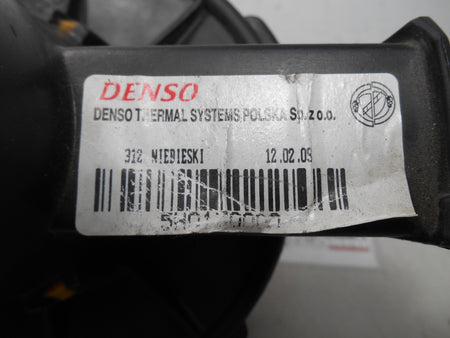 DENSO
DENSO THERMAL SYSTEMS POLSKA Sp. z o.o.
312 NIEBIESKI 12.02.09